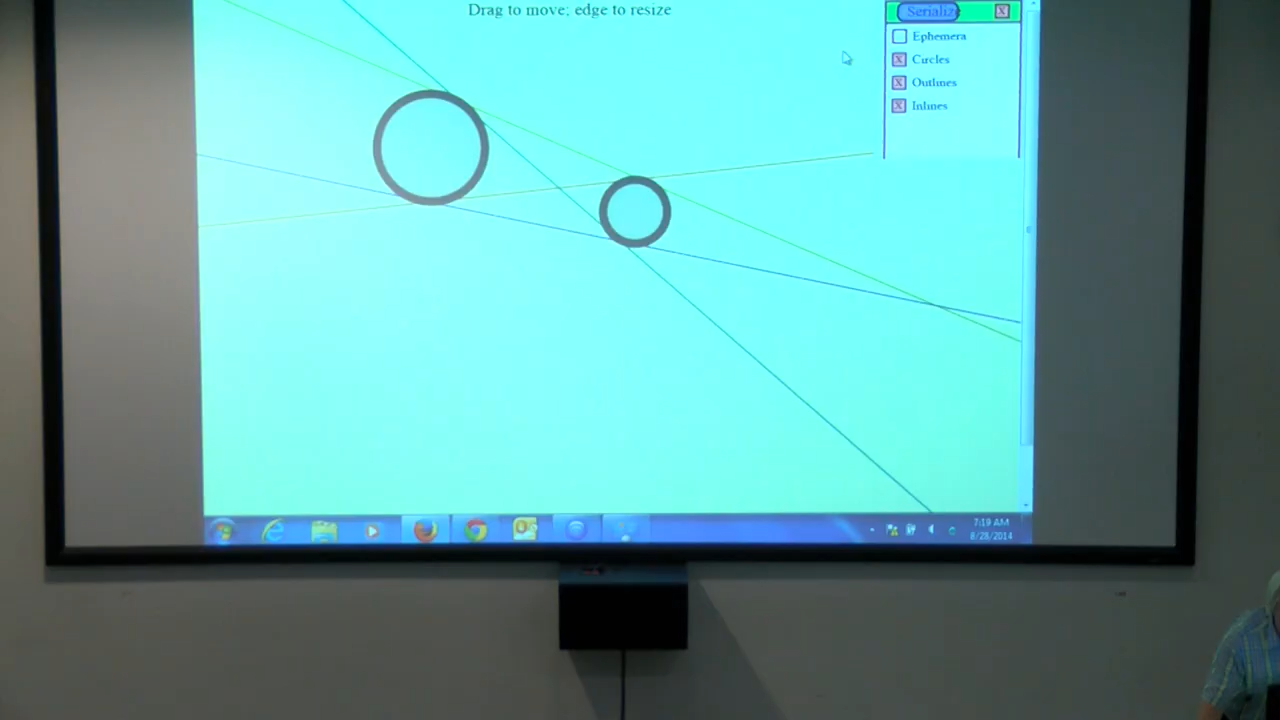 Drag to move; edge to resize
Serialize
X
Ephemera
X Circles
X Outlines
X Inlines
7:19 AM
8/28/2014